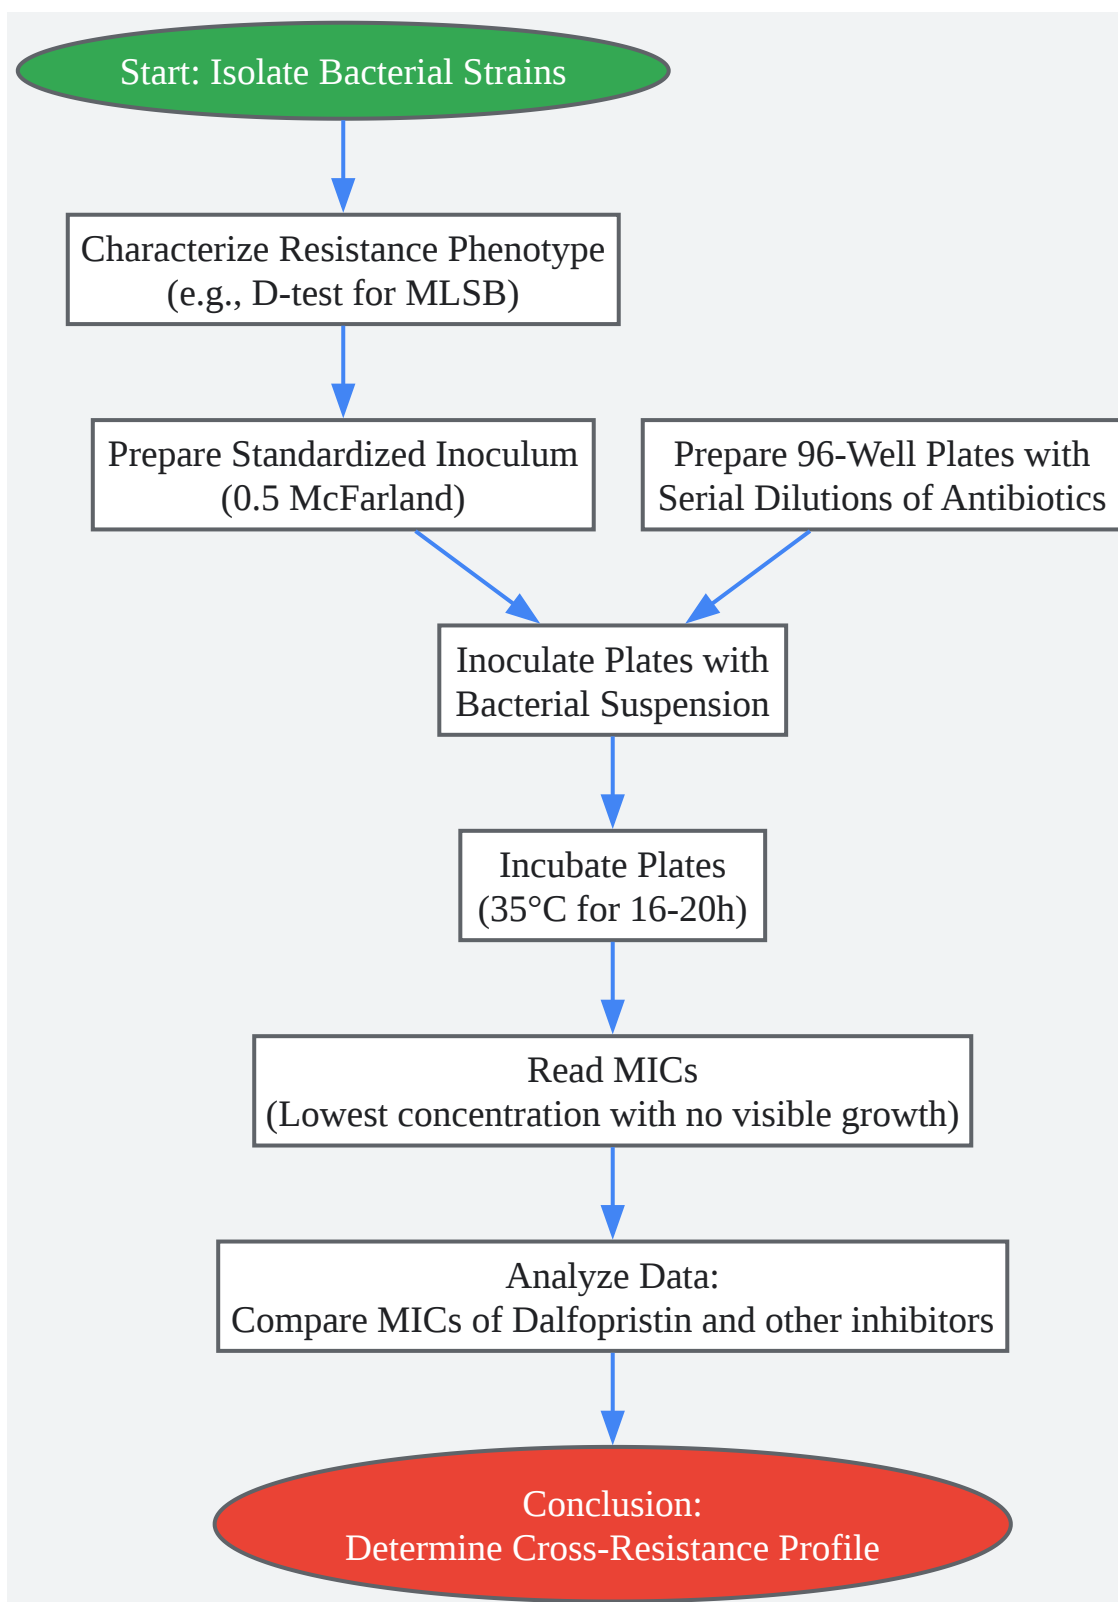 Start: Isolate Bacterial Strains
Characterize Resistance Phenotype
(e.g., D-test for MLSB)
Prepare Standardized Inoculum
(0.5 McFarland)
Prepare 96-Well Plates with
Serial Dilutions of Antibiotics
Inoculate Plates with
Bacterial Suspension
Incubate Plates
(35°C for 16-20h)
Read MICs
(Lowest concentration with no visible growth)
Analyze Data:
Compare MICs of Dalfopristin and other inhibitors
Conclusion:
Determine Cross-Resistance Profile